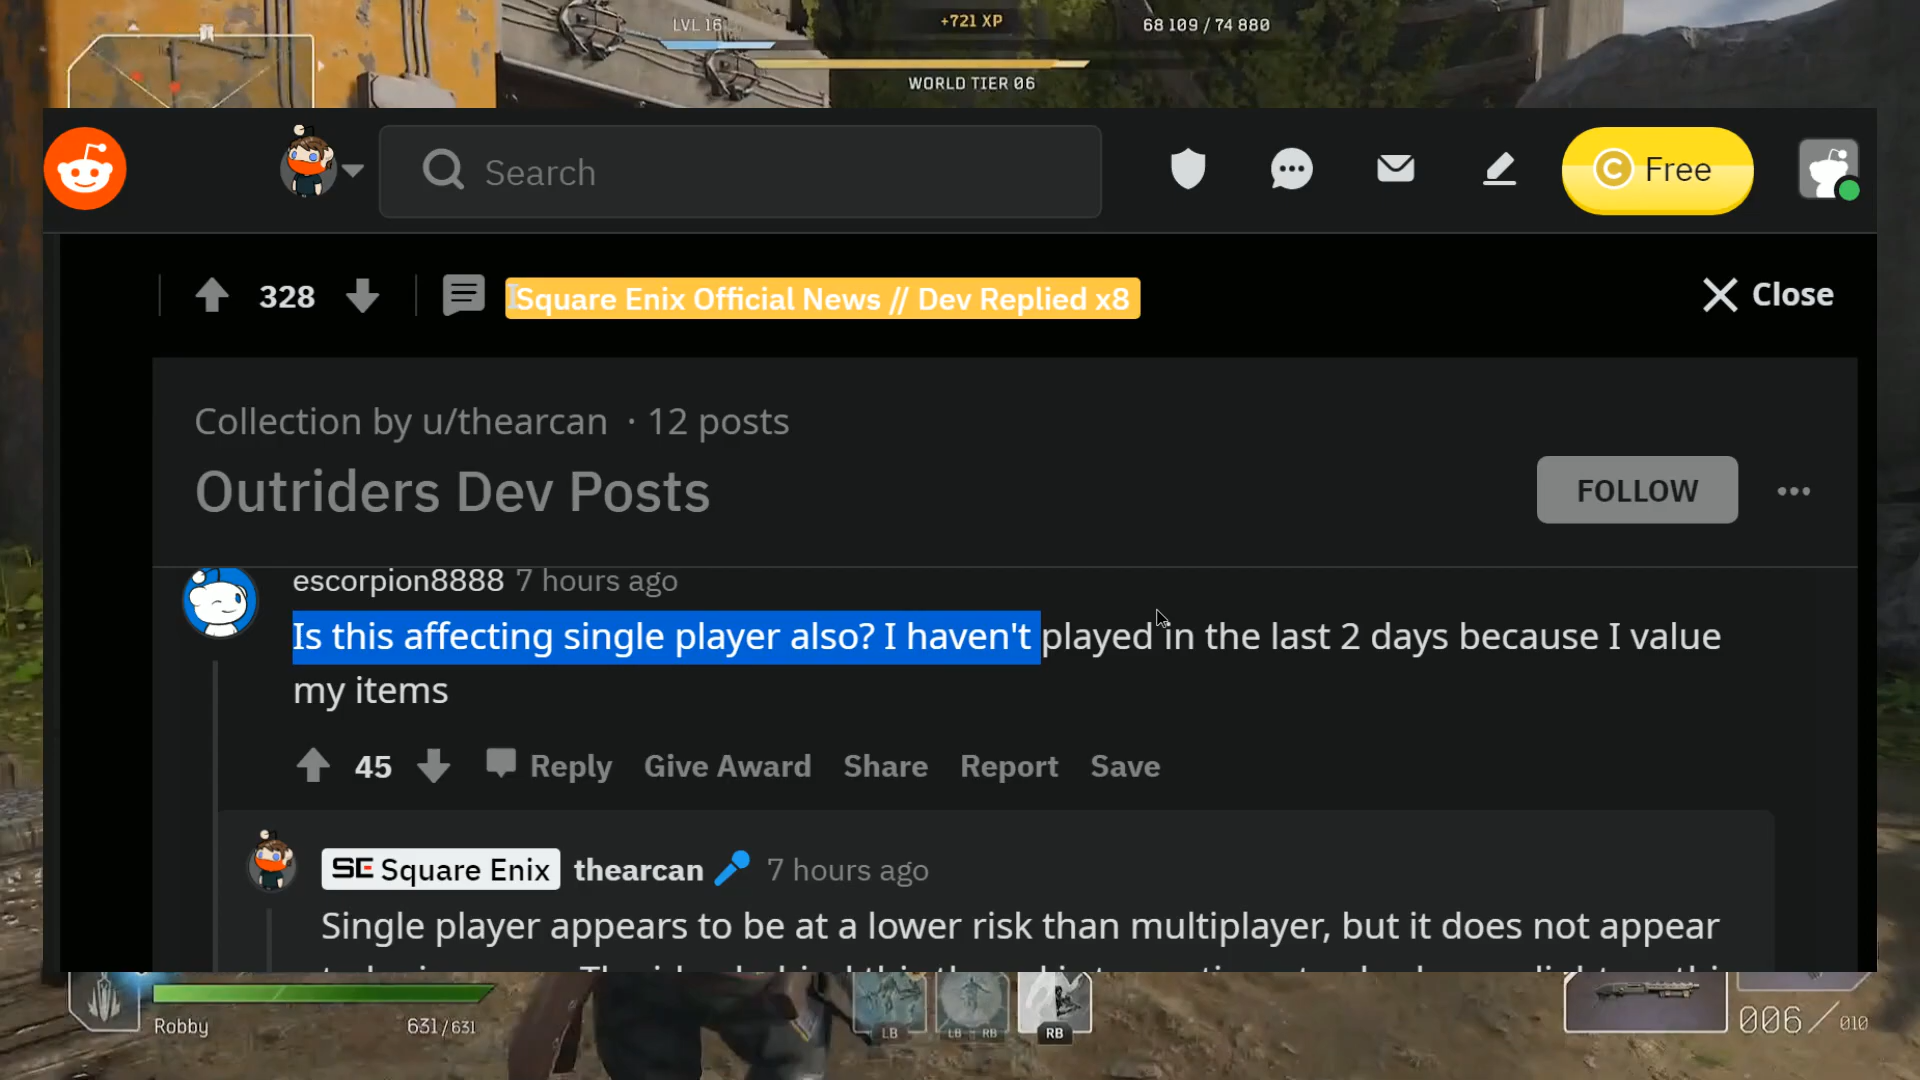 LVL 16
+721 XP
68 109 / 74 880
WORLD TIER 06
Search
Free
328
Square Enix Official News // Dev Replied x8
Close
Collection by u/thearcan · 12 posts
Outriders Dev Posts
FOLLOW
escorpion8888 7 hours ago
Is this affecting single player also? I haven't played in the last 2 days because I value
my items
45 Reply Give Award Share Report Save
SE Square Enix thearcan 7 hours ago
Single player appears to be at a lower risk than multiplayer, but it does not appear
Robby
631/631
LB
LB RB
RB
006/010